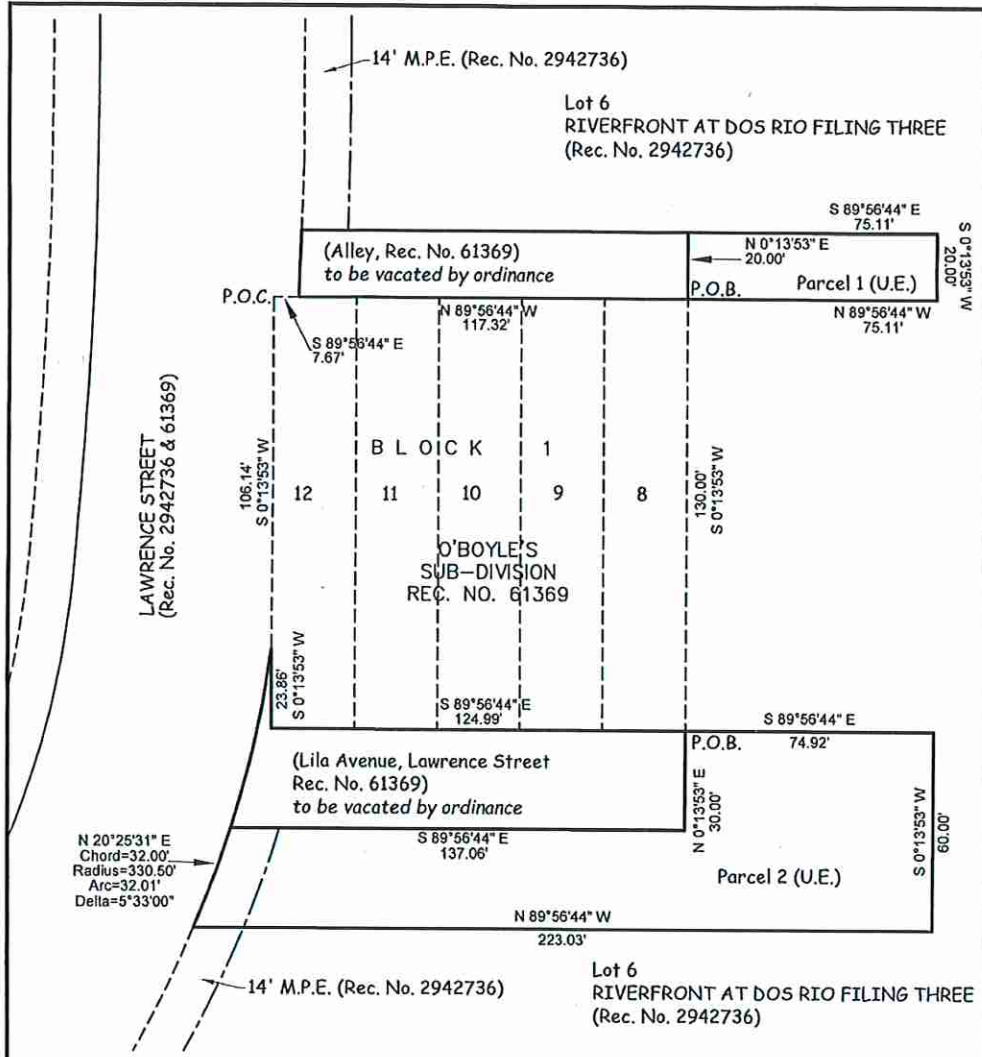 14' M.P.E. (Rec. No. 2942736)
Lot 6
RIVERFRONT AT DOS RIO FILING THREE
(Rec. No. 2942736)
S 89°56'44" E
75.11'
(Alley, Rec. No. 61369)
to be vacated by ordinance
N 0°13'53" E
20.00'
S 0°13'53" W
20.00'
Parcel 1 (U.E.)
P.O.C.
P.O.B.
N 89°56'44" W
117.32'
N 89°56'44" W
75.11'
S 89°56'44" E
7.67'
LAWRENCE STREET
(Rec. No. 2942736 & 61369)
106.14'
S 0°13'53" W
BLOCK 1
12 11 10 9 8
130.00'
S 0°13'53" W
O'BOYLE'S
SUB-DIVISION
REC. NO. 61369
23.86'
S 0°13'53" W
S 89°56'44" E
124.99'
S 89°56'44" E
74.92'
P.O.B.
(Lila Avenue, Lawrence Street
Rec. No. 61369)
to be vacated by ordinance
N 0°13'53" E
30.00'
S 0°13'53" W
60.00'
S 89°56'44" E
137.06'
N 20°25'31" E
Chord=32.00'
Radius=330.50'
Arc=32.01'
Delta=5°33'00"
Parcel 2 (U.E.)
N 89°56'44" W
223.03'
14' M.P.E. (Rec. No. 2942736)
Lot 6
RIVERFRONT AT DOS RIO FILING THREE
(Rec. No. 2942736)